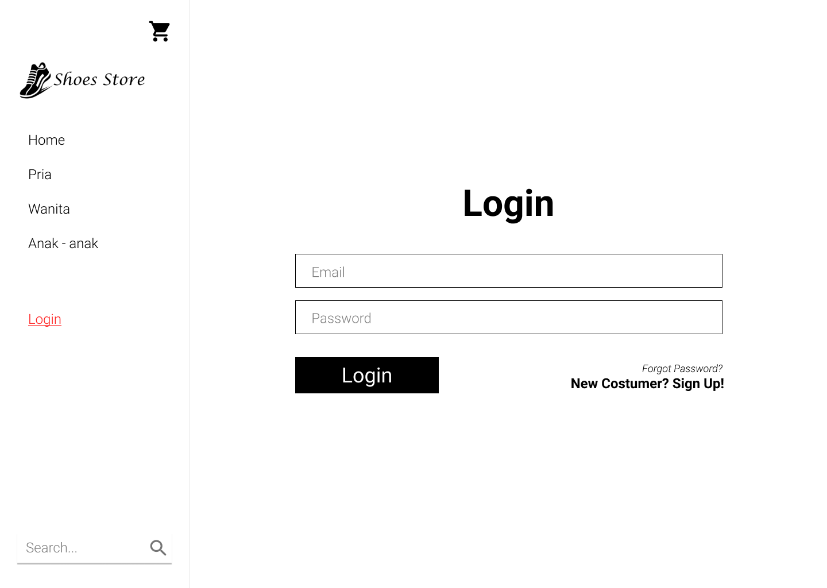 Shoes Store
Home
Pria
Wanita
Anak - anak
Login
Search...
Login
Email
Password
Login
Forgot Password?
New Costumer? Sign Up!